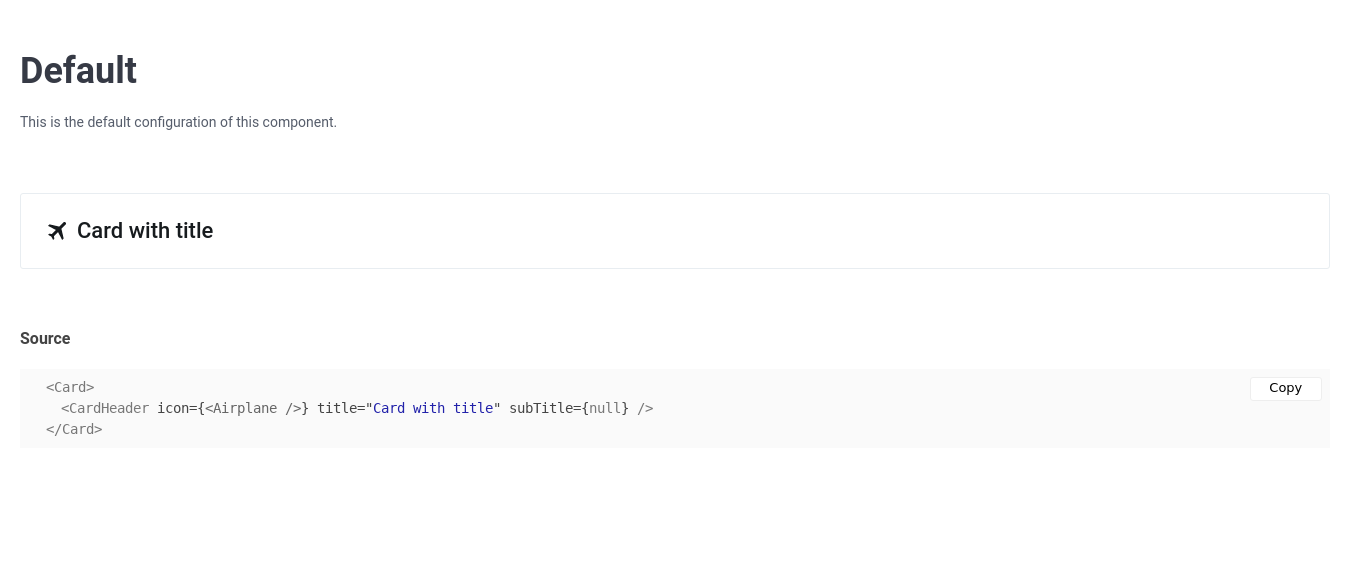 Default
This is the default configuration of this component.
Card with title
Source
Copy
<Card>
<CardHeader icon={<Airplane />} title="Card with title" subTitle={null} />
</Card>